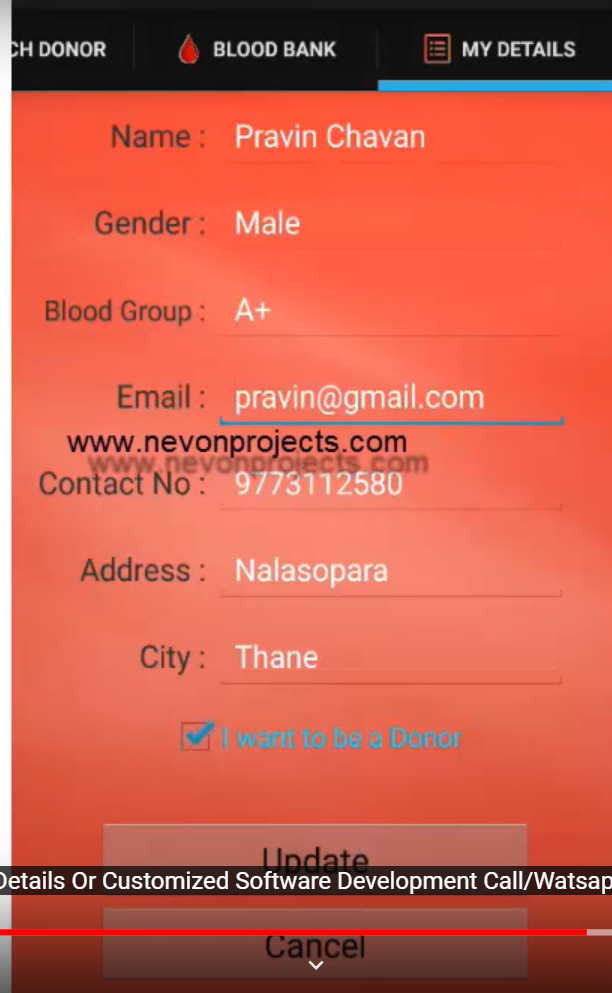 CH DONOR BLOOD BANK MY DETAILS
Name : Pravin Chavan
Gender : Male
Blood Group : A+
Email : pravin@gmail.com
www.nevonprojects.com
www.nevonprojects.com
Contact No : 9773112580
Address : Nalasopara
City : Thane
I want to be a Donor
Update
Details Or Customized Software Development Call/Watsap
Cancel